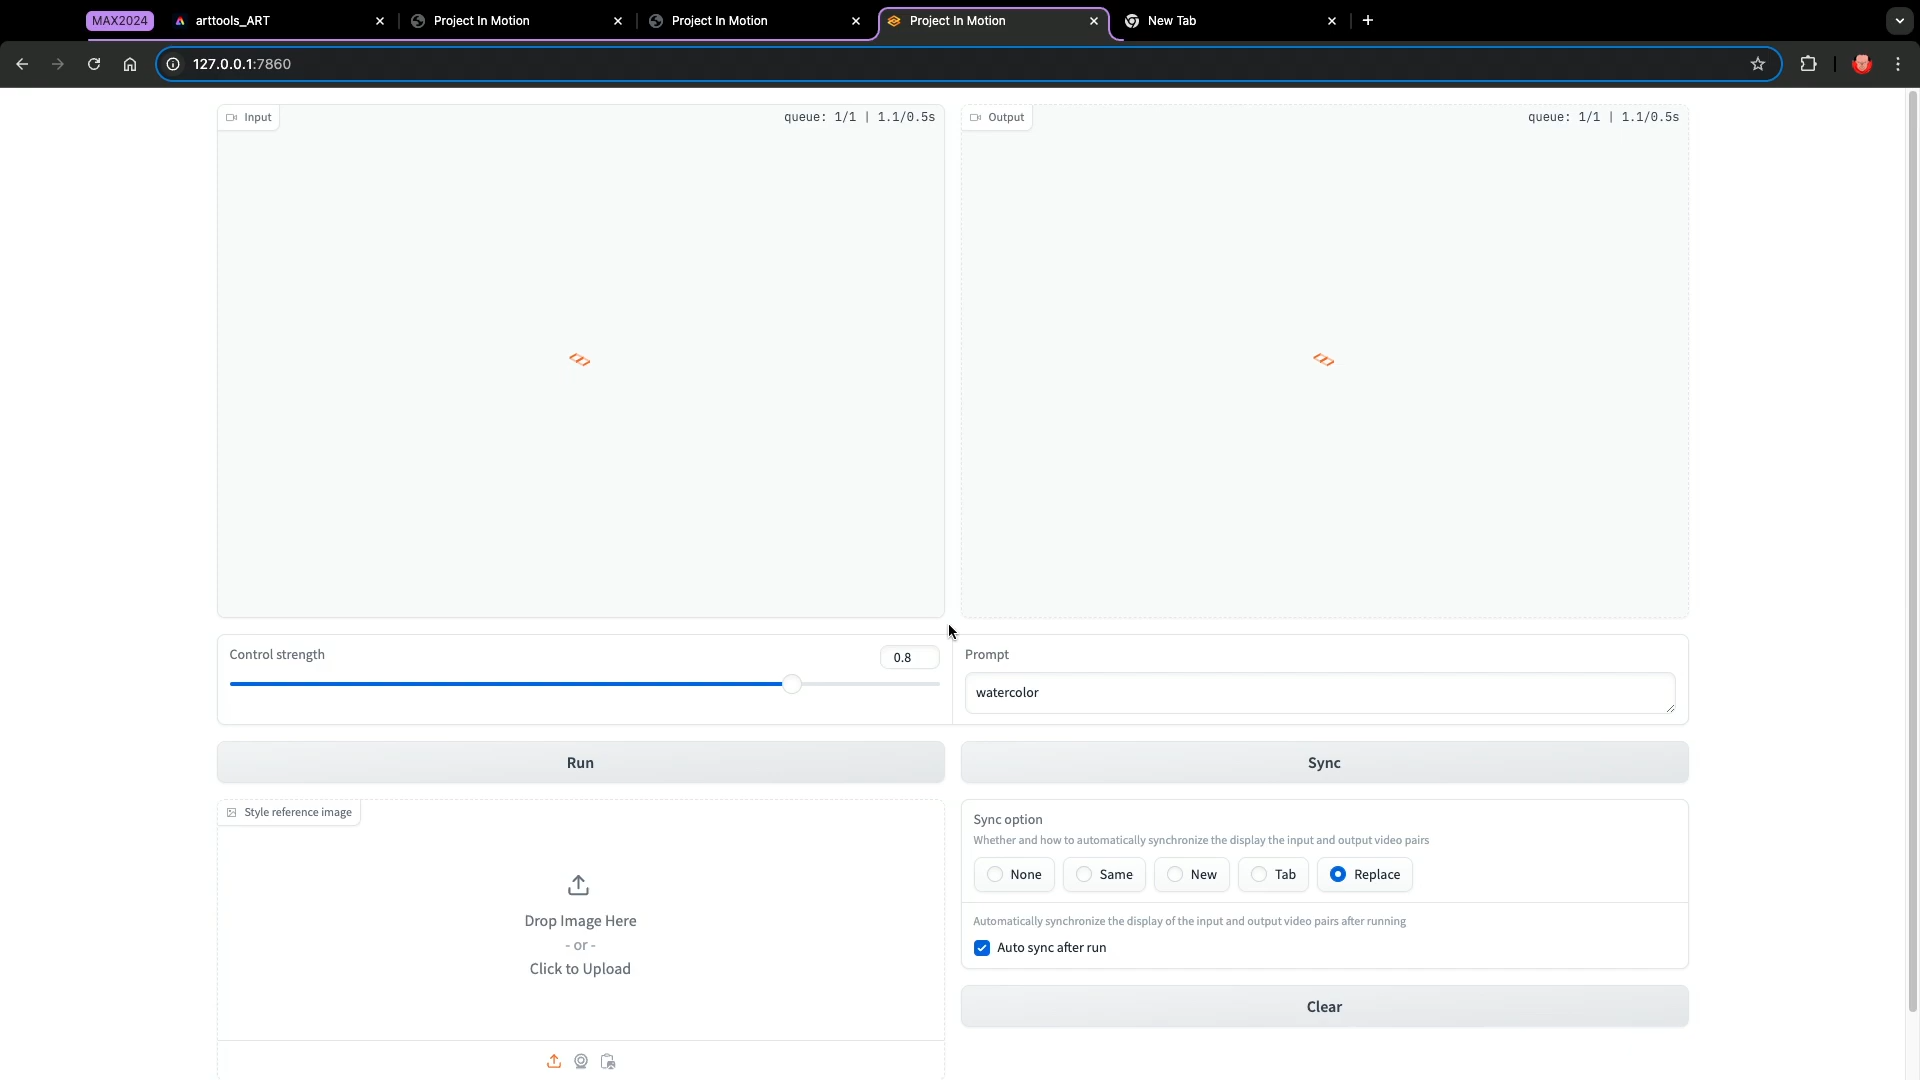 MAX2024
arttools_ART
Project In Motion
Project In Motion
Project In Motion
New Tab
127.0.0.1:7860
Input
queue: 1/1 | 1.1/0.5s
Output
queue: 1/1 | 1.1/0.5s
Control strength
0.8
Prompt
watercolor
Run
Sync
Style reference image
Drop Image Here
- or -
Click to Upload
Sync option
Whether and how to automatically synchronize the display the input and output video pairs
None
Same
New
Tab
Replace
Automatically synchronize the display of the input and output video pairs after running
Auto sync after run
Clear